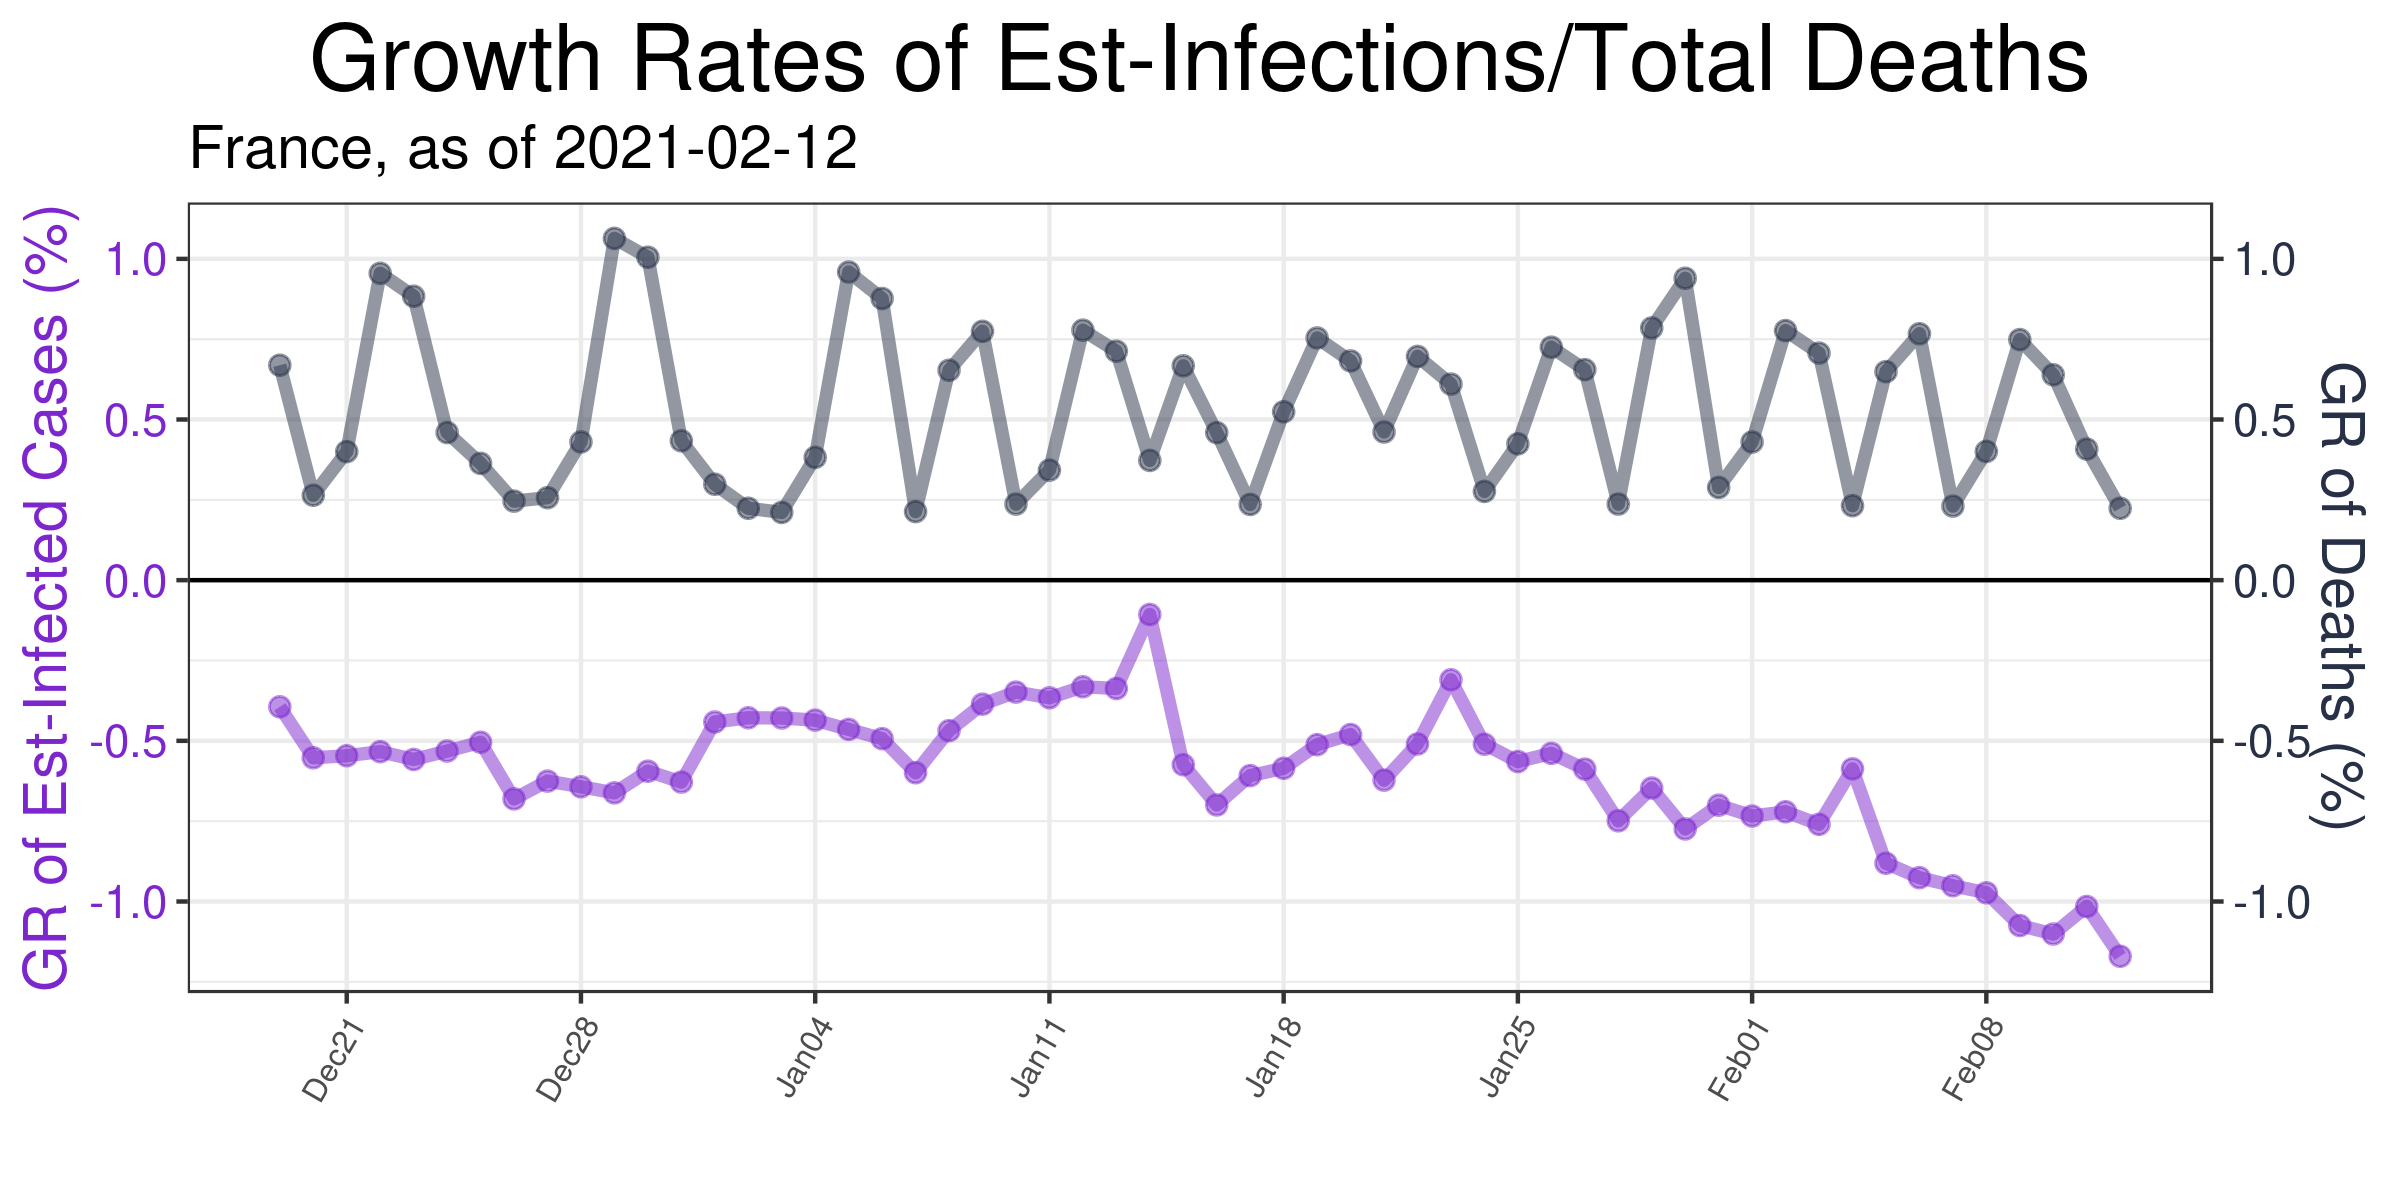 Growth Rates of Est-Infections/Total Deaths
France, as of 2021-02-12
GR of Est-Infected Cases (%)
1.0
0.5
0.0
-0.5
-1.0
1.0
0.5
0.0
-0.5
-1.0
GR of Deaths (%)
Dec21
Dec28
Jan04
Jan11
Jan18
Jan25
Feb01
Feb08